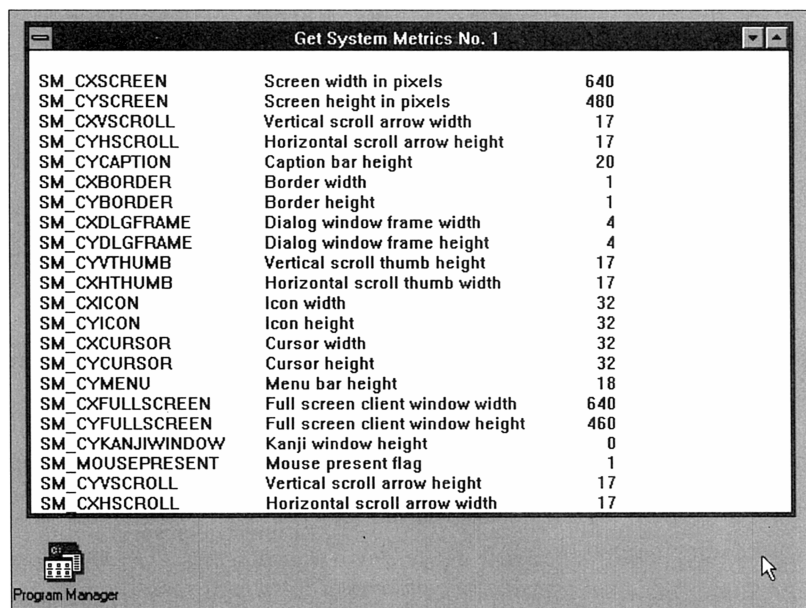 Get System Metrics No. 1
SM_CXSCREEN Screen width in pixels 640
SM_CYSCREEN Screen height in pixels 480
SM_CXVSCROLL Vertical scroll arrow width 17
SM_CYHSCROLL Horizontal scroll arrow height 17
SM_CYCAPTION Caption bar height 20
SM_CXBORDER Border width 1
SM_CYBORDER Border height 1
SM_CXDLGFRAME Dialog window frame width 4
SM_CYDLGFRAME Dialog window frame height 4
SM_CYVTHUMB Vertical scroll thumb height 17
SM_CXHTHUMB Horizontal scroll thumb width 17
SM_CXICON Icon width 32
SM_CYICON Icon height 32
SM_CXCURSOR Cursor width 32
SM_CYCURSOR Cursor height 32
SM_CYMENU Menu bar height 18
SM_CXFULLSCREEN Full screen client window width 640
SM_CYFULLSCREEN Full screen client window height 460
SM_CYKANJIWINDOW Kanji window height 0
SM_MOUSEPRESENT Mouse present flag 1
SM_CYVSCROLL Vertical scroll arrow height 17
SM_CXHSCROLL Horizontal scroll arrow width 17
C:
Program Manager